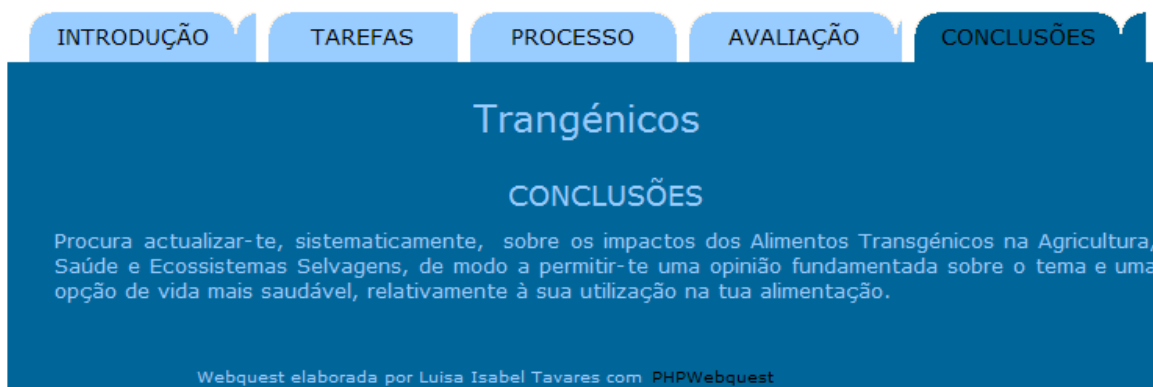 INTRODUÇÃO TAREFAS PROCESSO AVALIAÇÃO CONCLUSÕES
Trangénicos
CONCLUSÕES
Procura actualizar-te, sistematicamente, sobre os impactos dos Alimentos Transgénicos na Agricultura,
Saúde e Ecossistemas Selvagens, de modo a permitir-te uma opinião fundamentada sobre o tema e uma
opção de vida mais saudável, relativamente à sua utilização na tua alimentação.
Webquest elaborada por Luisa Isabel Tavares com PHPWebquest